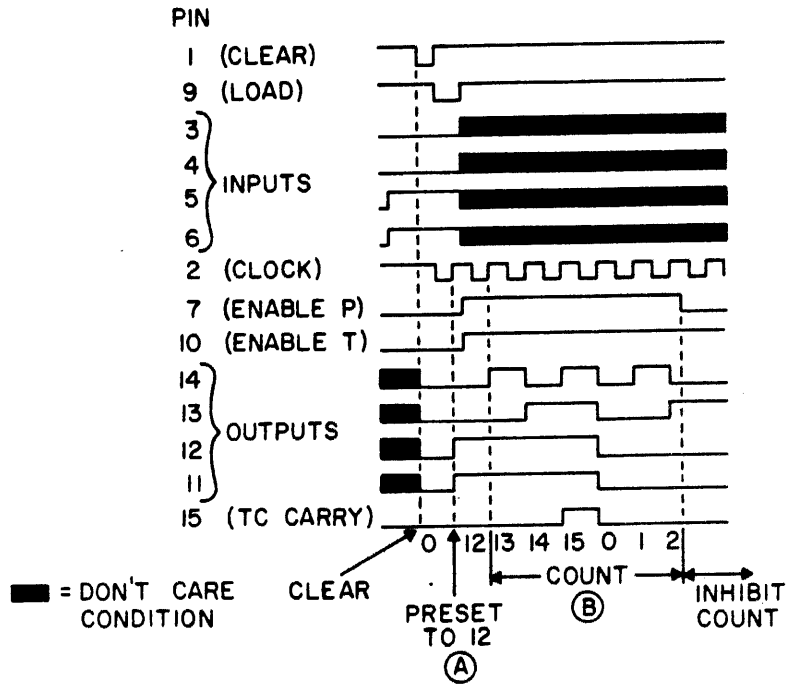 PIN
1 (CLEAR)
9 (LOAD)
3
4
INPUTS
5
6
2 (CLOCK)
7 (ENABLE P)
10 (ENABLE T)
14
13
OUTPUTS
12
11
15 (TC CARRY)
0 12 13 14 15 0 1 2
= DON'T CARE
CONDITION
CLEAR
PRESET
TO 12
A
COUNT
B
INHIBIT
COUNT